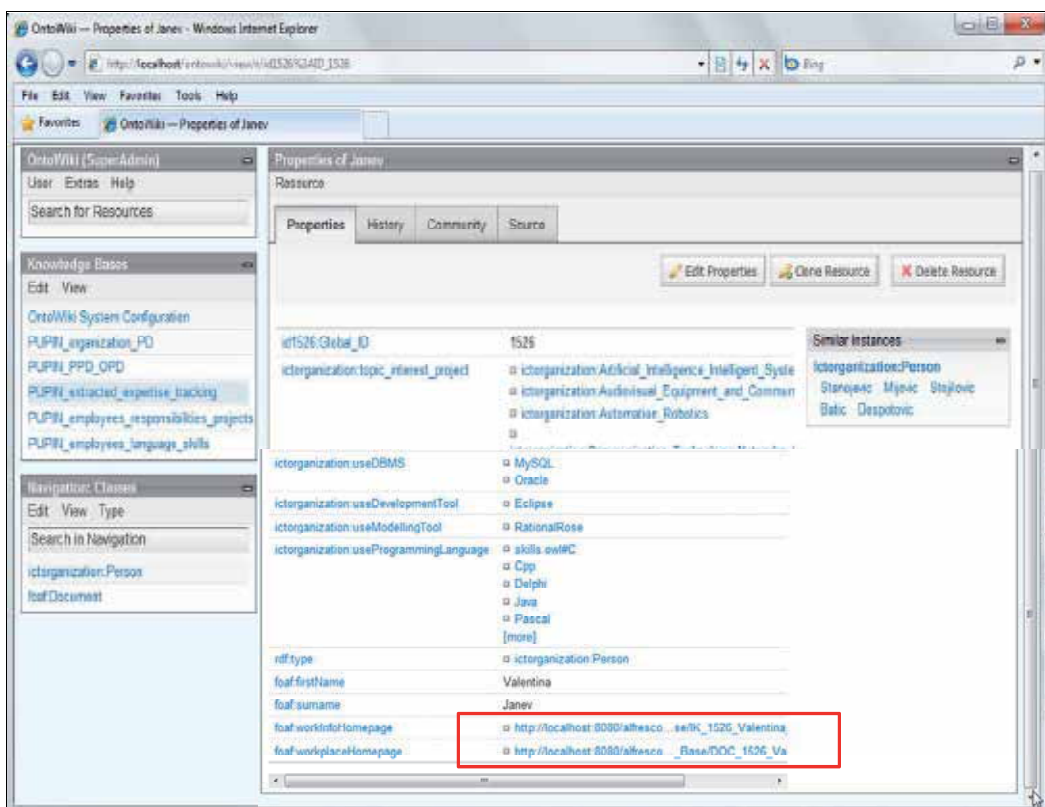 OntoWiki — Properties of Janev - Windows Internet Explorer
Bing
File Edit View Favorites Tools Help
Favorites OntoWiki — Properties of Janev
OntoWiki (SuperAdmin)
User Extras Help
Search for Resources
Knowledge Bases
Edit View
OntoWiki System Configuration
PUPIN_organization_PD
PUPIN_PPD_OPD
PUPIN_extracted_expertise_tracking
PUPIN_employees_responsibilities_projects
PUPIN_employees_language_skills
Navigation: Classes
Edit View Type
Search in Navigation
ictorganization:Person
foaf:Document
Properties of Janev
Resource
Properties History Community Source
Edit Properties Clone Resource Delete Resource
id1526:Global_ID 1526
ictorganization:topic_interest_project ictorganization:Artificial_Intelligence_Intelligent_Syste
ictorganization:Audiovisual_Equipment_and_Commun
ictorganization:Automation_Robotics
ictorganization:useDBMS MySQL
Oracle
ictorganization:useDevelopmentTool Eclipse
ictorganization:useModellingTool RationalRose
ictorganization:useProgrammingLanguage skills.owl#C
Cpp
Delphi
Java
Pascal
[more]
rdf:type ictorganization:Person
foaf:firstName Valentina
foaf:surname Janev
foaf:workInfoHomepage http://localhost:8080/alfresco...se/IK_1526_Valentina
foaf:workplaceHomepage http://localhost:8080/alfresco..._Base/DOC_1526_Va
Similar Instances
ictorganization:Person
Stanojevic Mijovic Stojlovic
Batic Despotovic